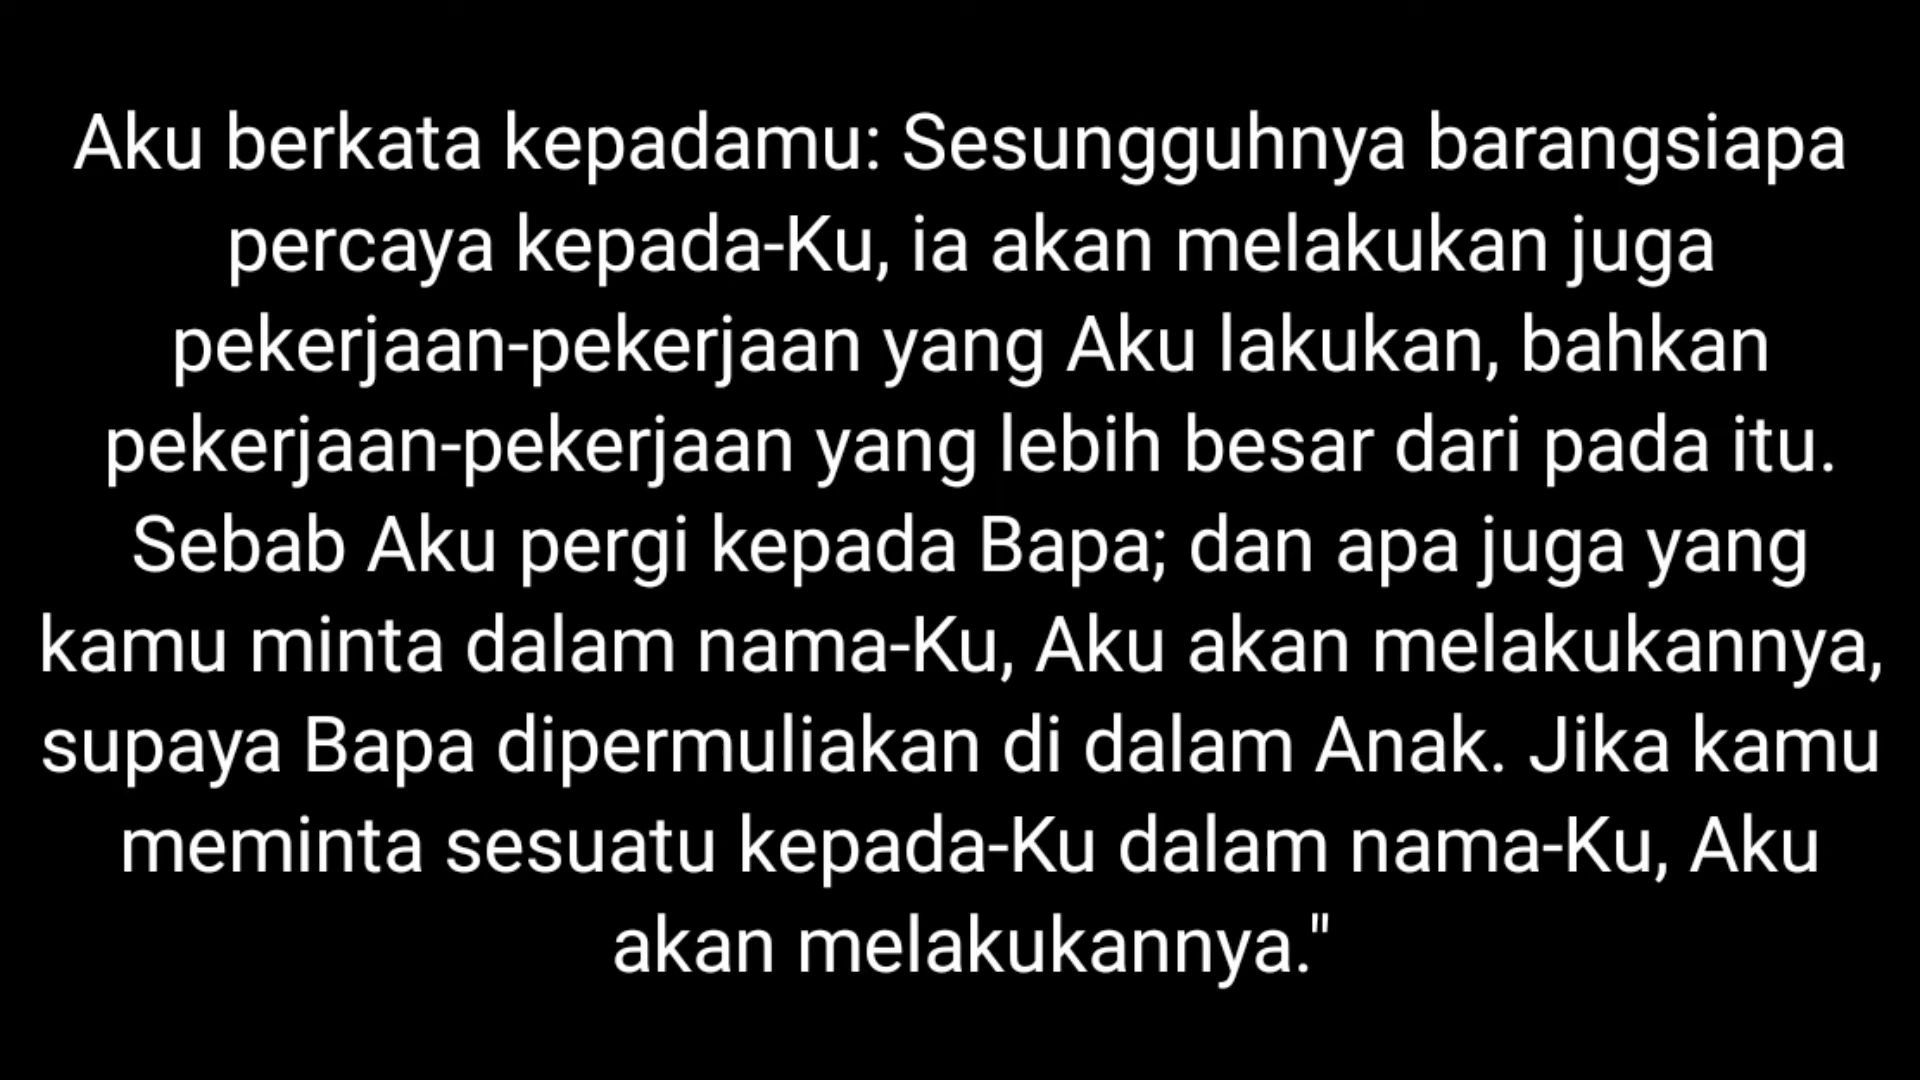 Aku berkata kepadamu: Sesungguhnya barangsiapa
percaya kepada-Ku, ia akan melakukan juga
pekerjaan-pekerjaan yang Aku lakukan, bahkan
pekerjaan-pekerjaan yang lebih besar dari pada itu.
Sebab Aku pergi kepada Bapa; dan apa juga yang
kamu minta dalam nama-Ku, Aku akan melakukannya,
supaya Bapa dipermuliakan di dalam Anak. Jika kamu
meminta sesuatu kepada-Ku dalam nama-Ku, Aku
akan melakukannya."